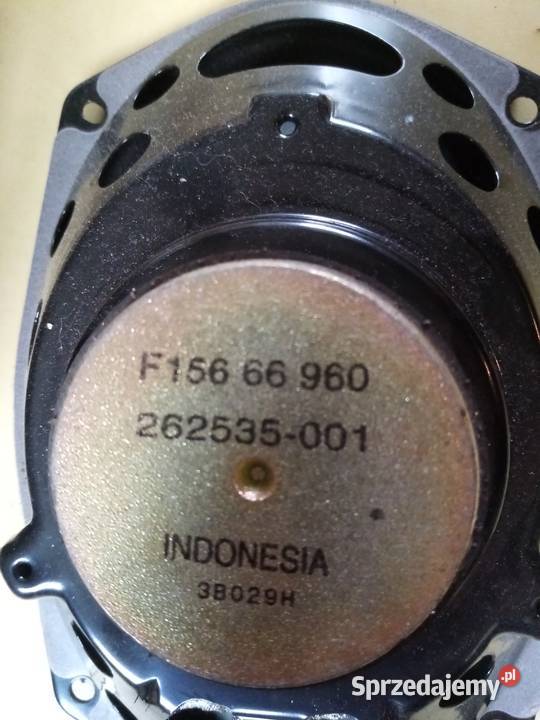 F156 66 960
262535-001
INDONESIA
3B029H
Sprzedajemy.pl